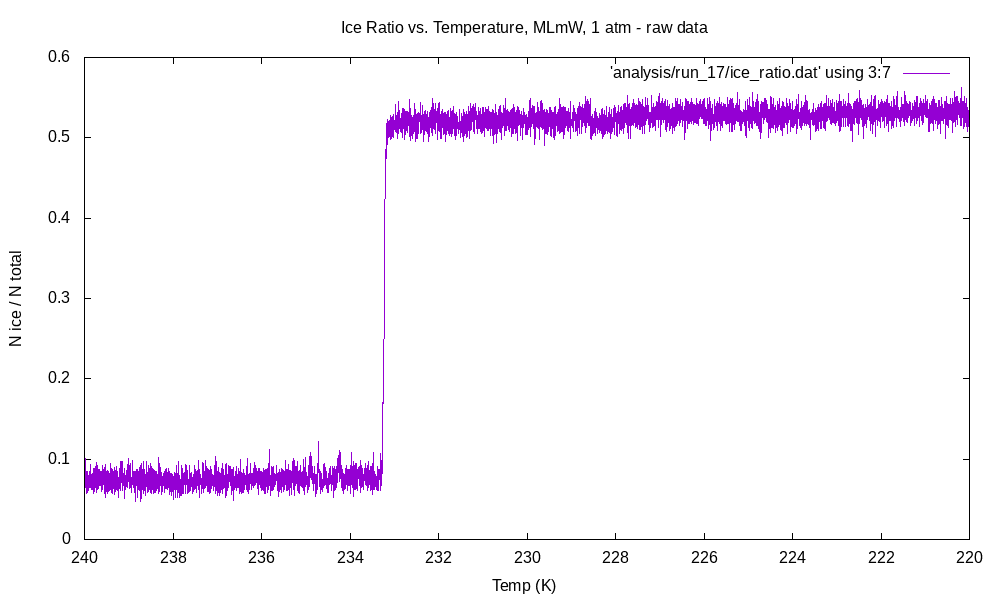 Ice Ratio vs. Temperature, MLmW, 1 atm - raw data
'analysis/run_17/ice_ratio.dat' using 3:7
0.6
0.5
0.4
0.3
0.2
0.1
0
N ice / N total
240 238 236 234 232 230 228 226 224 222 220
Temp (K)